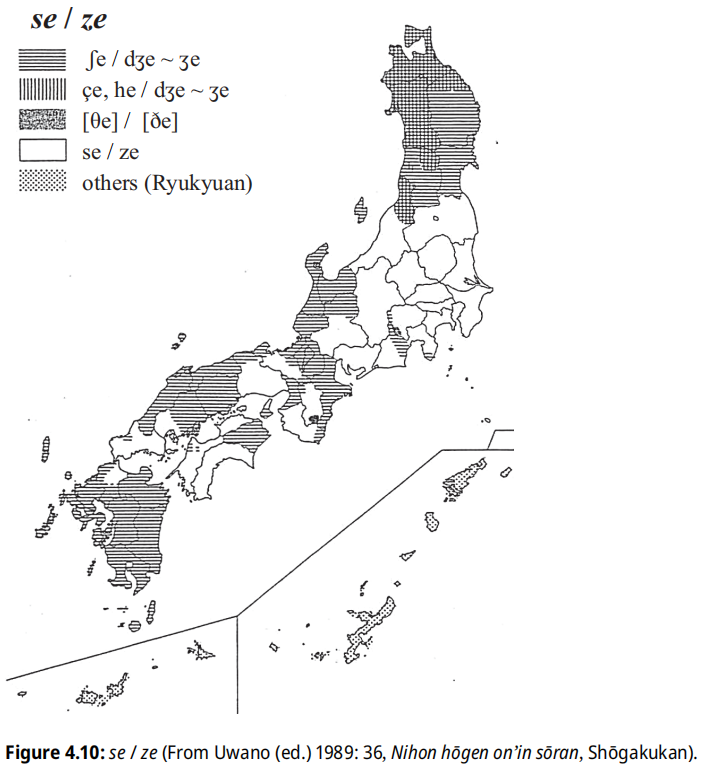 se / ze
ʃe / dʒe ~ ʒe
çe, he / dʒe ~ ʒe
[θe] / [ðe]
se / ze
others (Ryukyuan)
Figure 4.10: se / ze (From Uwano (ed.) 1989: 36, Nihon hōgen on’in sōran, Shōgakukan).